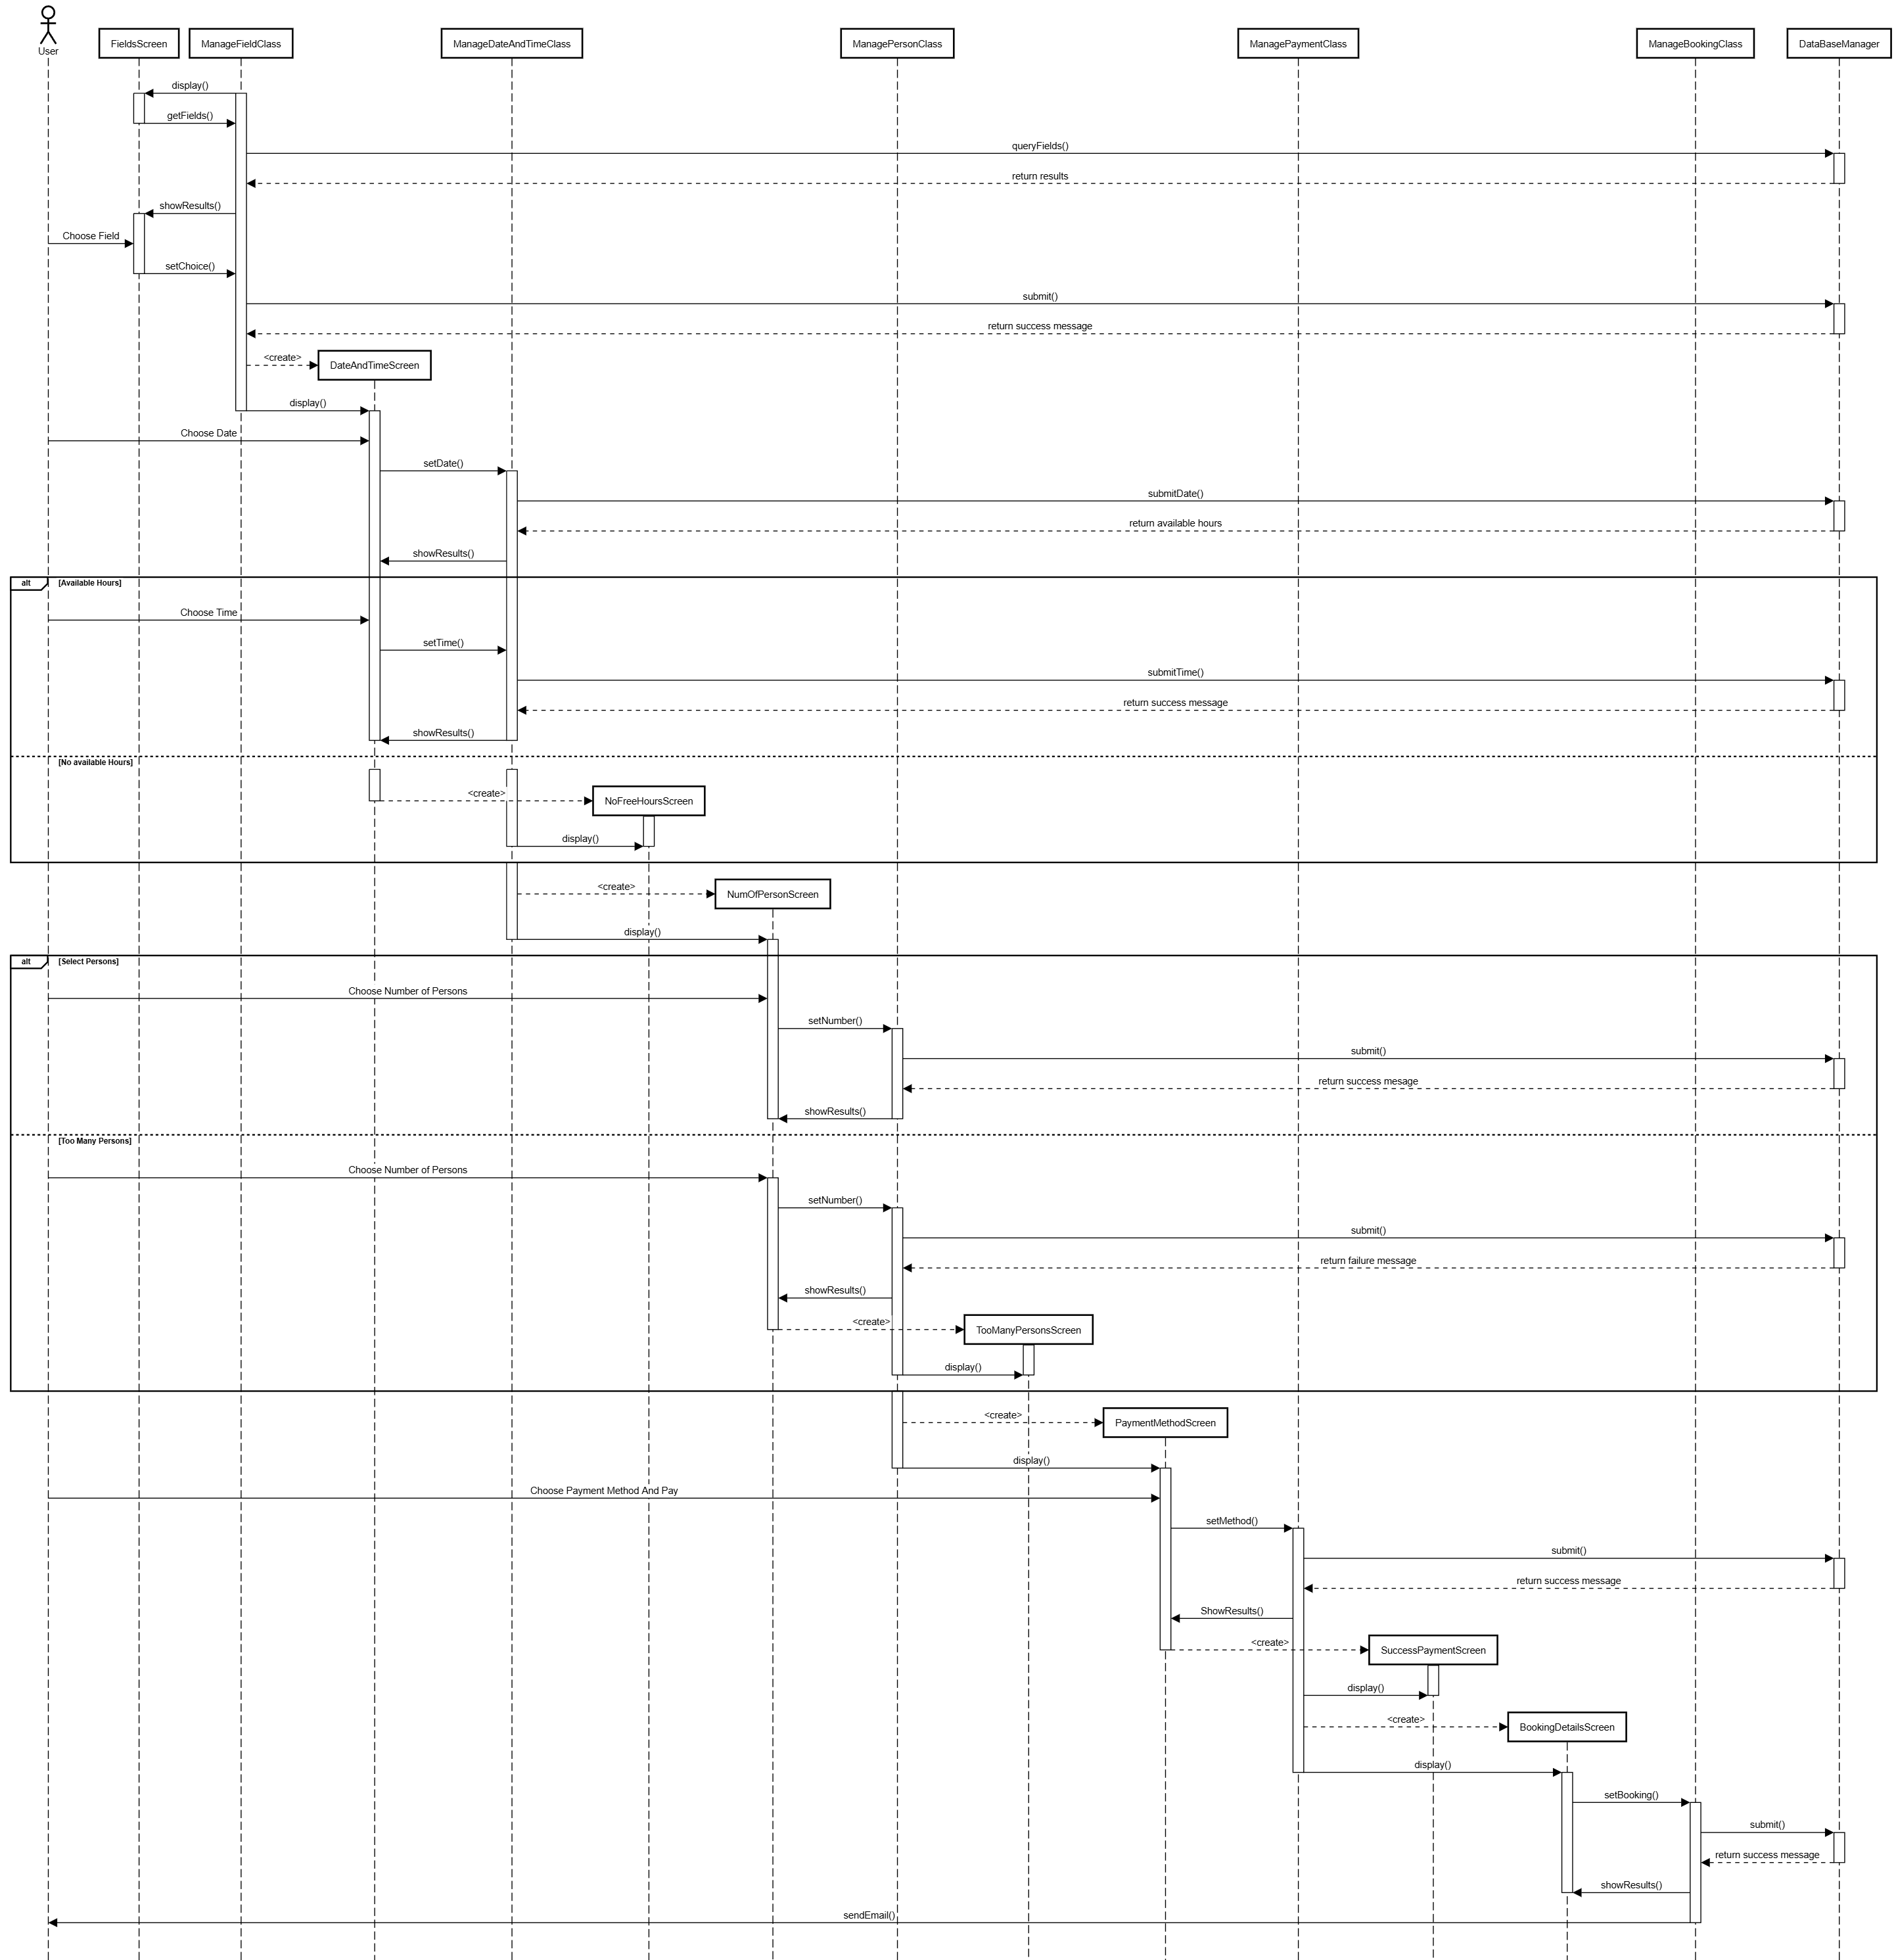 User
FieldsScreen
ManageFieldClass
ManageDateAndTimeClass
ManagePersonClass
ManagePaymentClass
ManageBookingClass
DataBaseManager
display()
getFields()
queryFields()
return results
showResults()
Choose Field
setChoice()
submit()
return success message
<create>
DateAndTimeScreen
display()
Choose Date
setDate()
submitDate()
return available hours
showResults()
alt
[Available Hours]
Choose Time
setTime()
submitTime()
return success message
showResults()
[No available Hours]
<create>
NoFreeHoursScreen
display()
<create>
NumOfPersonScreen
display()
alt
[Select Persons]
Choose Number of Persons
setNumber()
submit()
return success mesage
showResults()
[Too Many Persons]
Choose Number of Persons
setNumber()
submit()
return failure message
showResults()
<create>
TooManyPersonsScreen
display()
<create>
PaymentMethodScreen
display()
Choose Payment Method And Pay
setMethod()
submit()
return success message
ShowResults()
<create>
SuccessPaymentScreen
display()
<create>
BookingDetailsScreen
display()
setBooking()
submit()
return success message
showResults()
sendEmail()